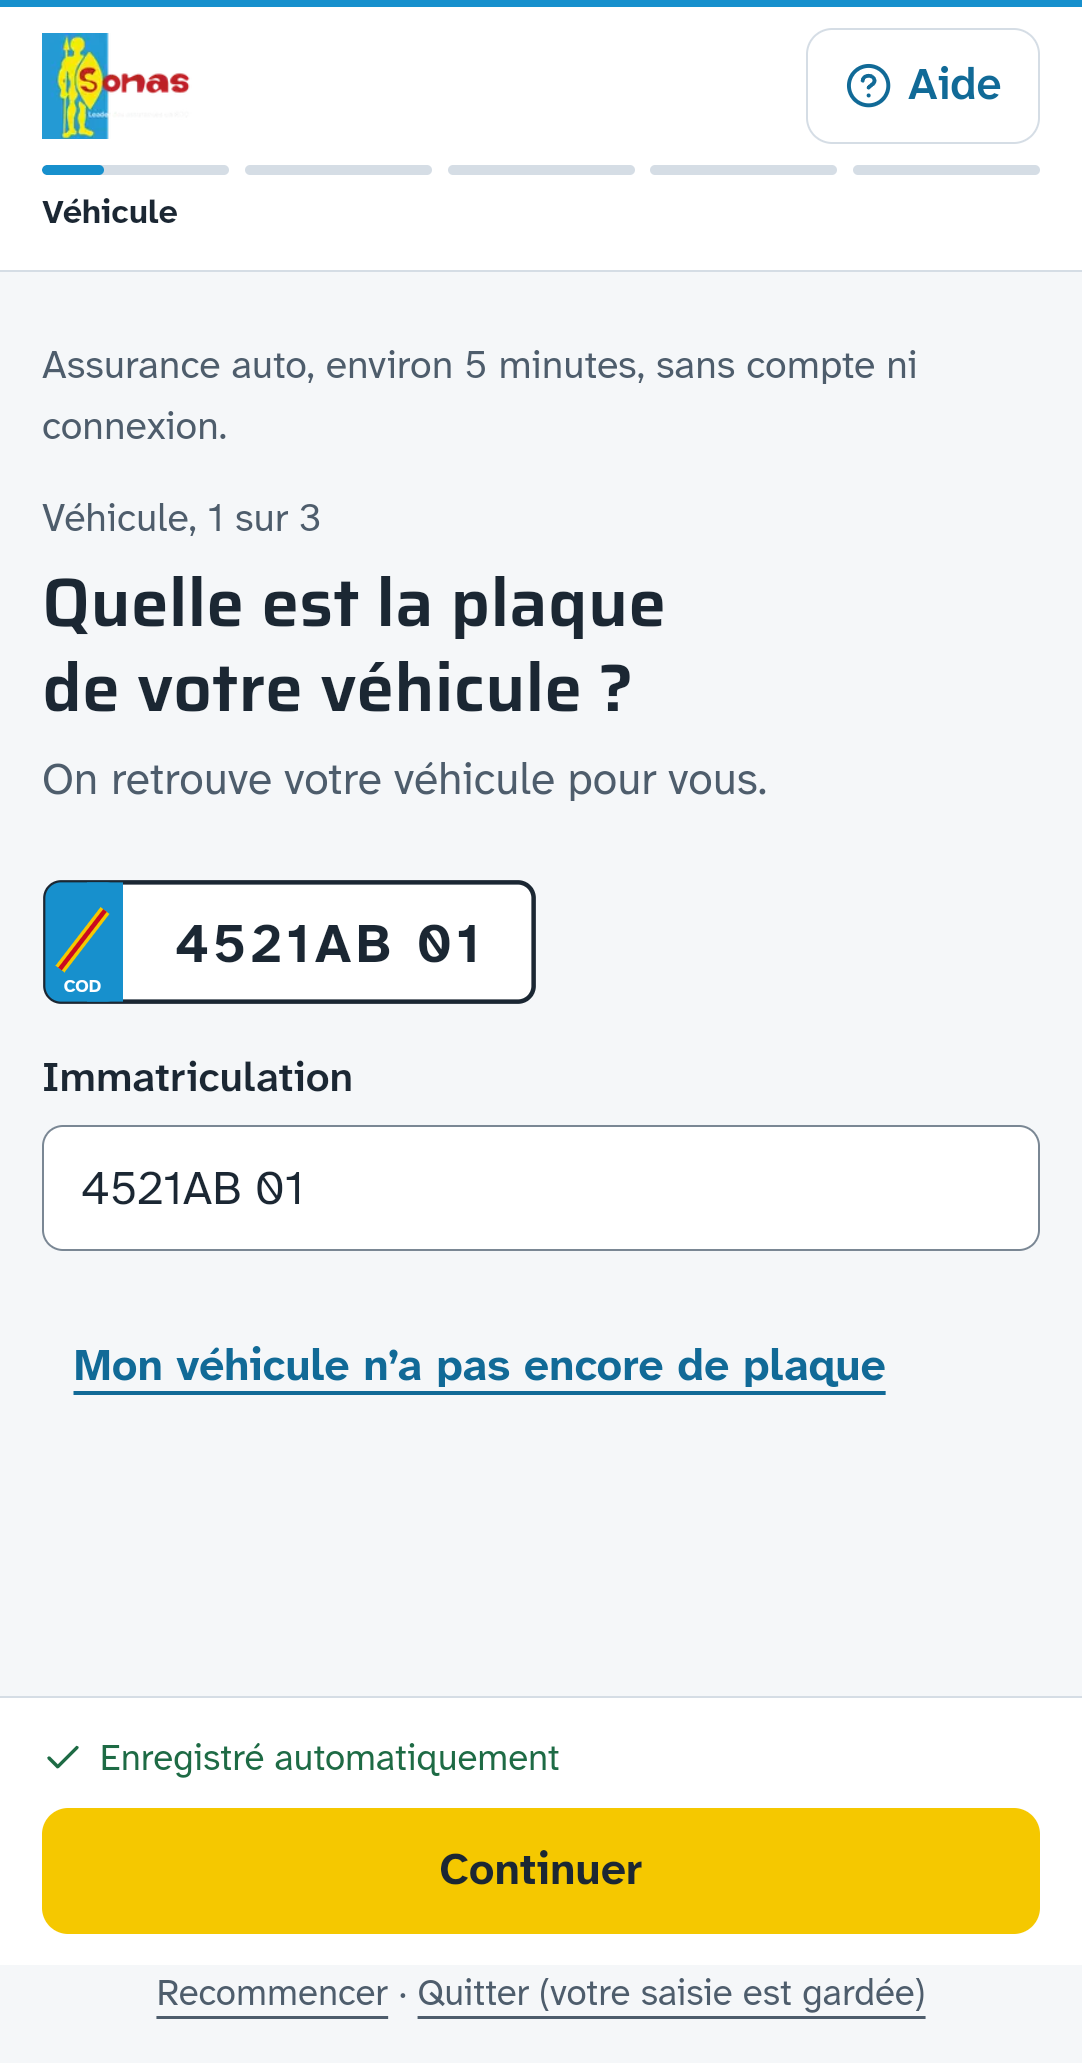 Sonas
Aide
Véhicule
Assurance auto, environ 5 minutes, sans compte ni
connexion.
Véhicule, 1 sur 3
Quelle est la plaque
de votre véhicule ?
On retrouve votre véhicule pour vous.
COD
4521AB 01
Immatriculation
4521AB 01
Mon véhicule n’a pas encore de plaque
Enregistré automatiquement
Continuer
Recommencer · Quitter (votre saisie est gardée)